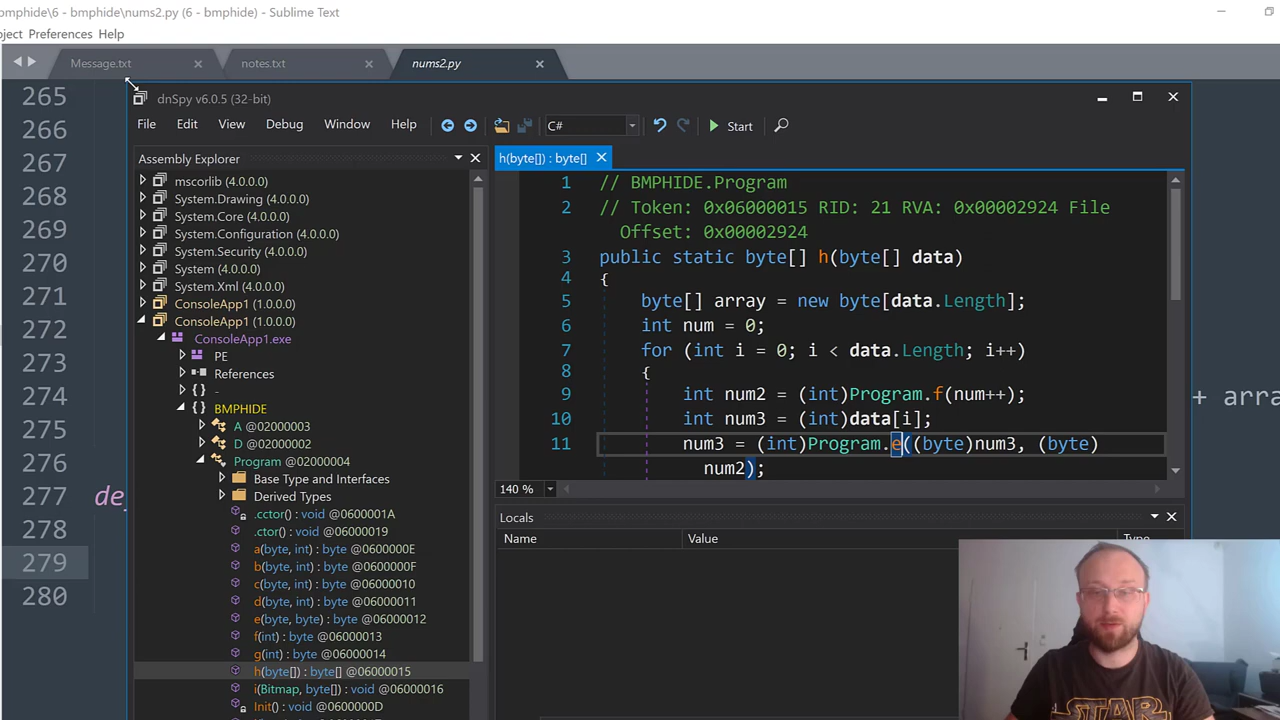 bmphide\6 - bmphide\nums2.py (6 - bmphide) - Sublime Text
oject Preferences Help
Message.txt notes.txt nums2.py
265
266
267
268
269
270
271
272
273
274 + arra
276
277 de
278
279
280
dnSpy v6.0.5 (32-bit)
File Edit View Debug Window Help C# Start
Assembly Explorer
mscorlib (4.0.0.0)
System.Drawing (4.0.0.0)
System.Core (4.0.0.0)
System.Configuration (4.0.0.0)
System.Security (4.0.0.0)
System (4.0.0.0)
System.Xml (4.0.0.0)
ConsoleApp1 (1.0.0.0)
ConsoleApp1 (1.0.0.0)
ConsoleApp1.exe
PE
References
{ } -
{ } BMPHIDE
A @02000003
D @02000002
Program @02000004
Base Type and Interfaces
Derived Types
.cctor() : void @0600001A
.ctor() : void @06000019
a(byte, int) : byte @0600000E
b(byte, int) : byte @0600000F
c(byte, int) : byte @06000010
d(byte, int) : byte @06000011
e(byte, byte) : byte @06000012
f(int) : byte @06000013
g(int) : byte @06000014
h(byte[]) : byte[] @06000015
i(Bitmap, byte[]) : void @06000016
Init() : void @0600000D
h(byte[]) : byte[]
1 // BMPHIDE.Program
2 // Token: 0x06000015 RID: 21 RVA: 0x00002924 File
Offset: 0x00002924
3 public static byte[] h(byte[] data)
4 {
5 byte[] array = new byte[data.Length];
6 int num = 0;
7 for (int i = 0; i < data.Length; i++)
8 {
9 int num2 = (int)Program.f(num++);
10 int num3 = (int)data[i];
11 num3 = (int)Program.e((byte)num3, (byte)
num2);
140 %
Locals
Name Value Type
STAR